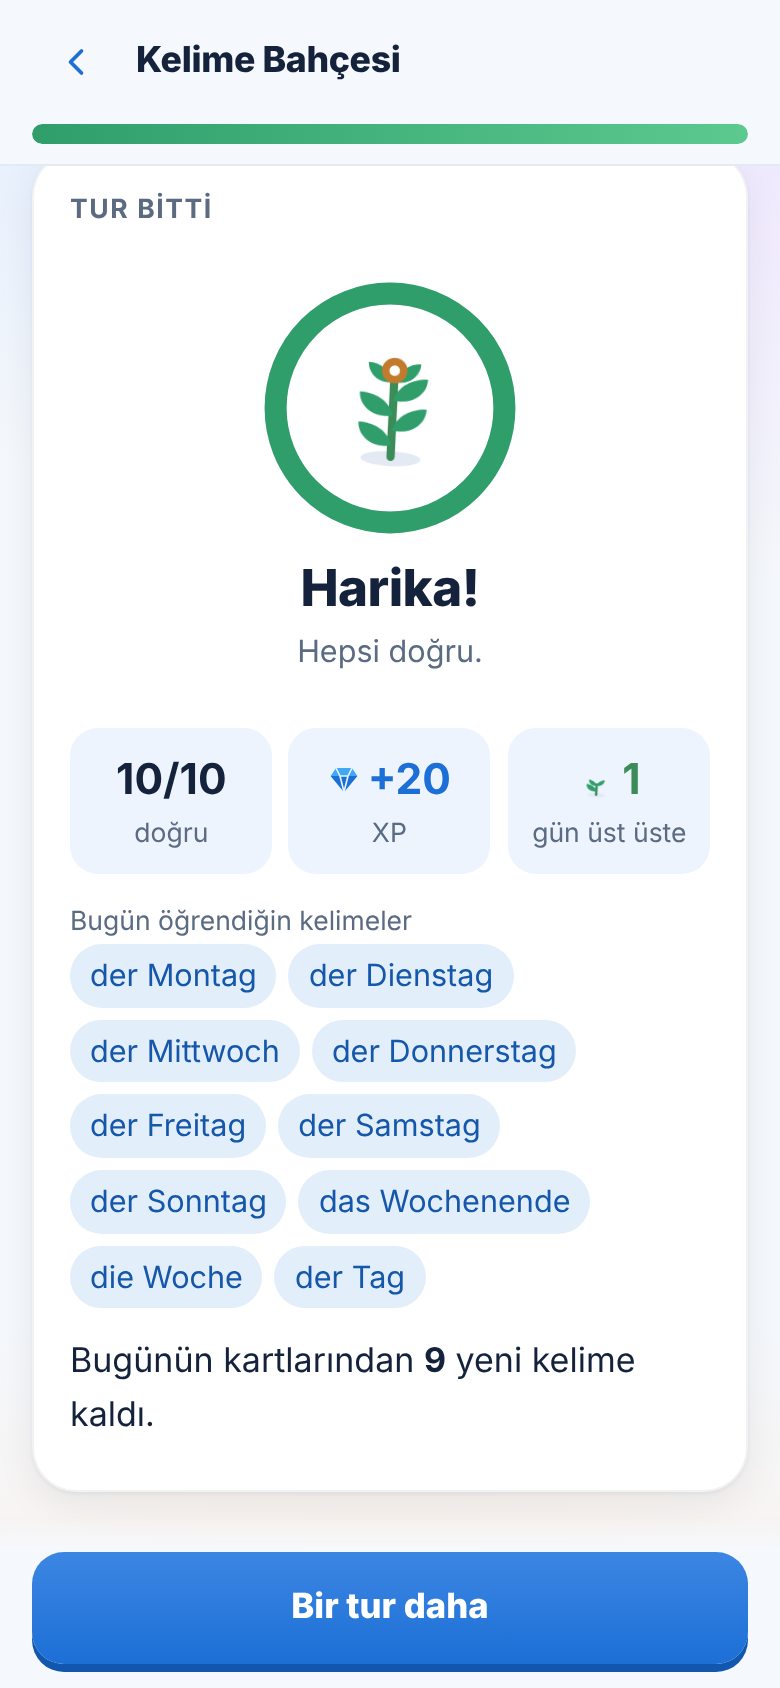 Kelime Bahçesi
TUR BİTTİ
Harika!
Hepsi doğru.
10/10
doğru
+20
XP
1
gün üst üste
Bugün öğrendiğin kelimeler
der Montag
der Dienstag
der Mittwoch
der Donnerstag
der Freitag
der Samstag
der Sonntag
das Wochenende
die Woche
der Tag
Bugünün kartlarından 9 yeni kelime
kaldı.
Bir tur daha